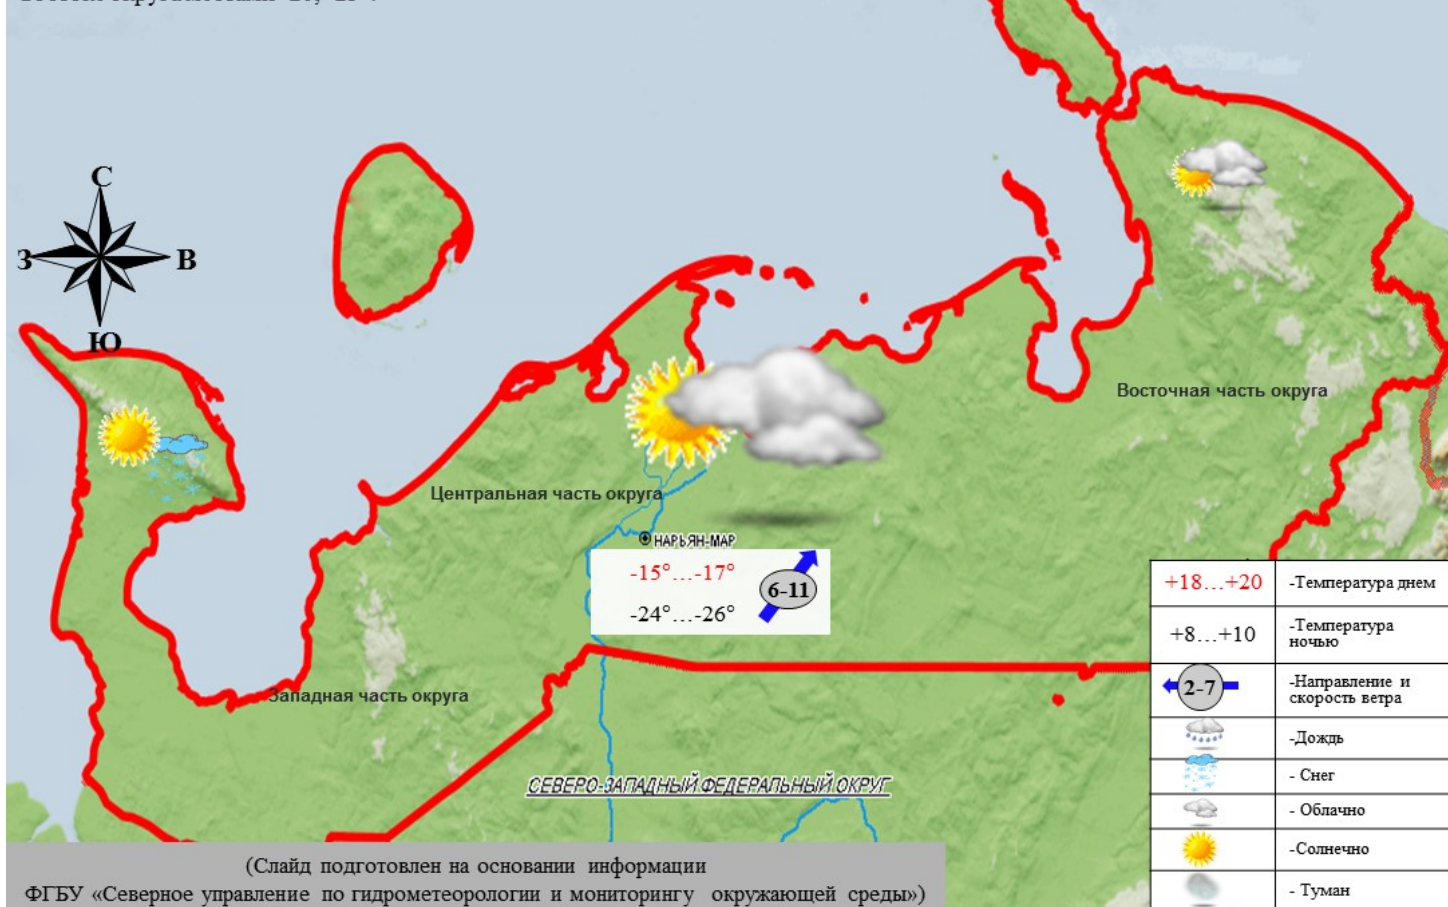 С
З
В
Ю
Восточная часть округа
Центральная часть округа
НАРЬЯН-МАР
-15°…-17°
6-11
-24°…-26°
Западная часть округа
СЕВЕРО-ЗАПАДНЫЙ ФЕДЕРАЛЬНЫЙ ОКРУГ
+18…+20
-Температура днем
+8…+10
-Температура
ночью
2-7
-Направление и
скорость ветра
-Дождь
- Снег
- Облачно
-Солнечно
- Туман
(Слайд подготовлен на основании информации
ФГБУ «Северное управление по гидрометеорологии и мониторингу окружающей среды»)